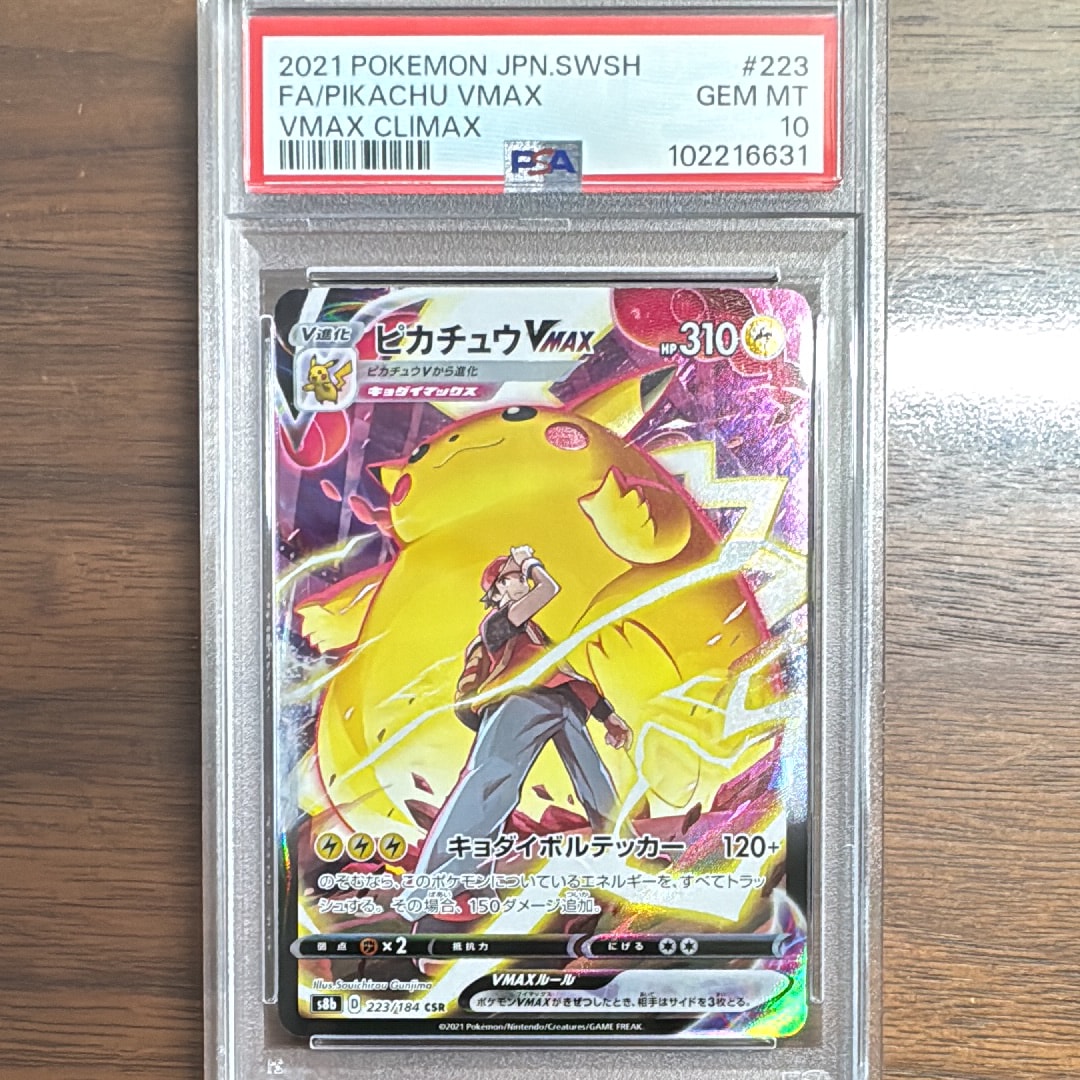 2021 POKEMON JPN.SWSH #223
FA/PIKACHU VMAX GEM MT
VMAX CLIMAX 10
PSA 102216631
V進化 ピカチュウVMAX HP 310
ピカチュウVから進化
キョダイマックス
キョダイボルテッカー 120+
のぞむなら、このポケモンについているエネルギーを、すべてトラッ
シュする。その場合、150ダメージ追加。
弱点 ×2 抵抗力 にげる
Illus. Souichirou Gunjima
VMAXルール
s8b D 223/184 CSR
ポケモンVMAXがきぜつしたとき、相手はサイドを3枚とる。
©2021 Pokémon/Nintendo/Creatures/GAME FREAK.